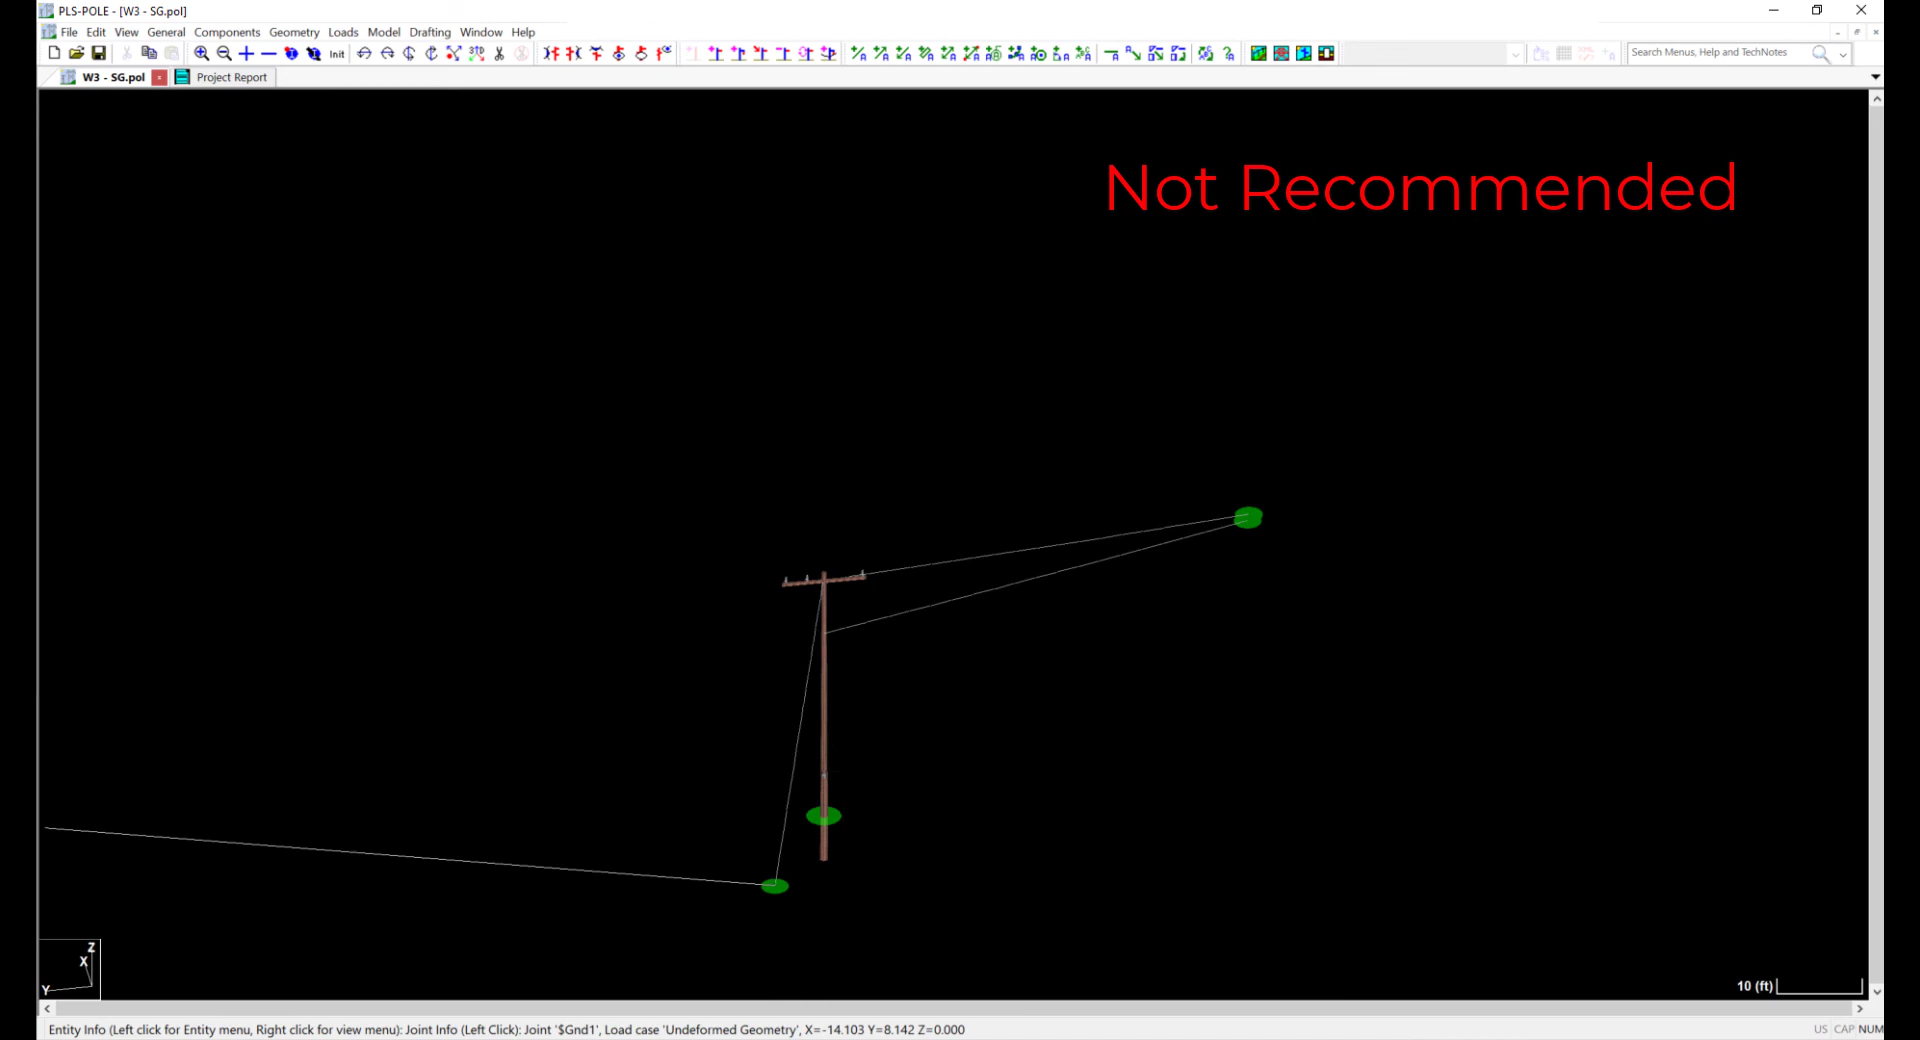 PLS-POLE - [W3 - SG.pol]
File Edit View General Components Geometry Loads Model Drafting Window Help
Init
Search Menus, Help and TechNotes
W3 - SG.pol
Project Report
Not Recommended
Z
X
Y
10 (ft)
Entity Info (Left click for Entity menu, Right click for view menu): Joint Info (Left Click): Joint '$Gnd1', Load case 'Undeformed Geometry', X=-14.103 Y=8.142 Z=0.000
US CAP NUM